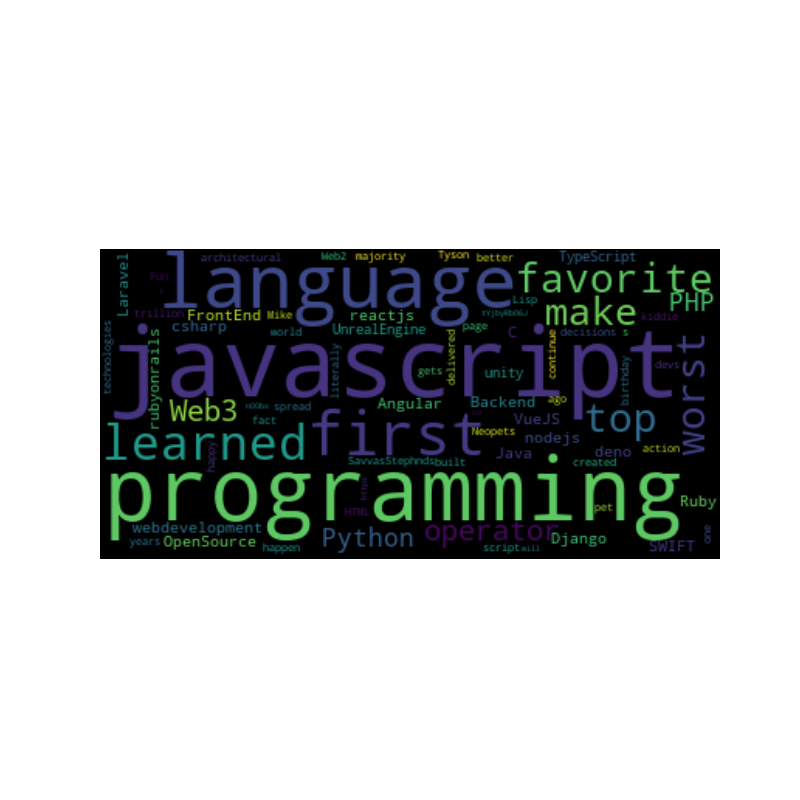 Laravel
architectural
Web2
majority
Tyson
better
TypeScript
language
favorite
Fun
trillion
FrontEnd
Mike
reactjs
Lisp
make
PHP
kiddie
technologies
rubyonrails
csharp
world
UnrealEngine
page
C
decisions
s
javascript
literally
gets
delivered
unity
continue
birthday
devs
worst
Web3
fact
spread
Angular
Backend
ago
top
learned
first
Neopets
VueJS
nodejs
Java
deno
action
happy
SavvasStephnds
built
created
programming
HTML
pet
Ruby
webdevelopment
years
OpenSource
happen
Python
operator
script
will
Django
SWIFT
one